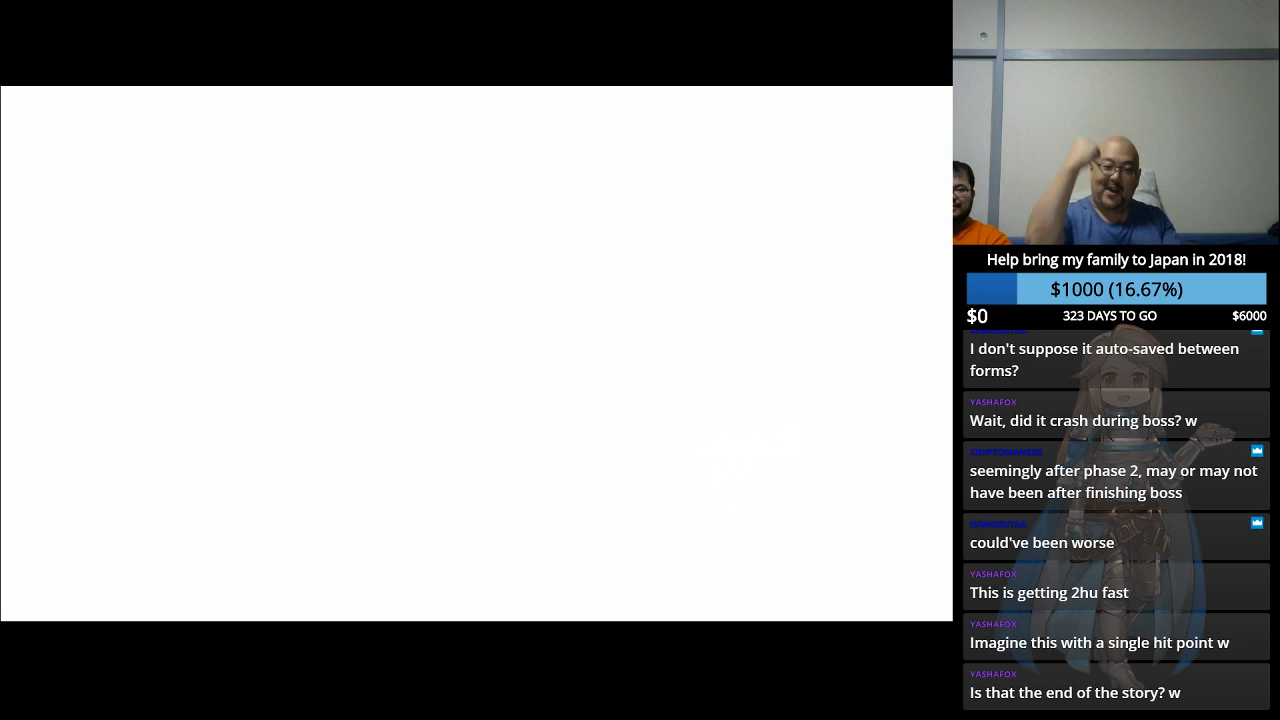 Help bring my family to Japan in 2018!
$1000 (16.67%)
$0 323 DAYS TO GO $6000
I don't suppose it auto-saved between
forms?
YASHAFOX
Wait, did it crash during boss? w
seemingly after phase 2, may or may not
have been after finishing boss
could've been worse
YASHAFOX
This is getting 2hu fast
YASHAFOX
Imagine this with a single hit point w
YASHAFOX
Is that the end of the story? w